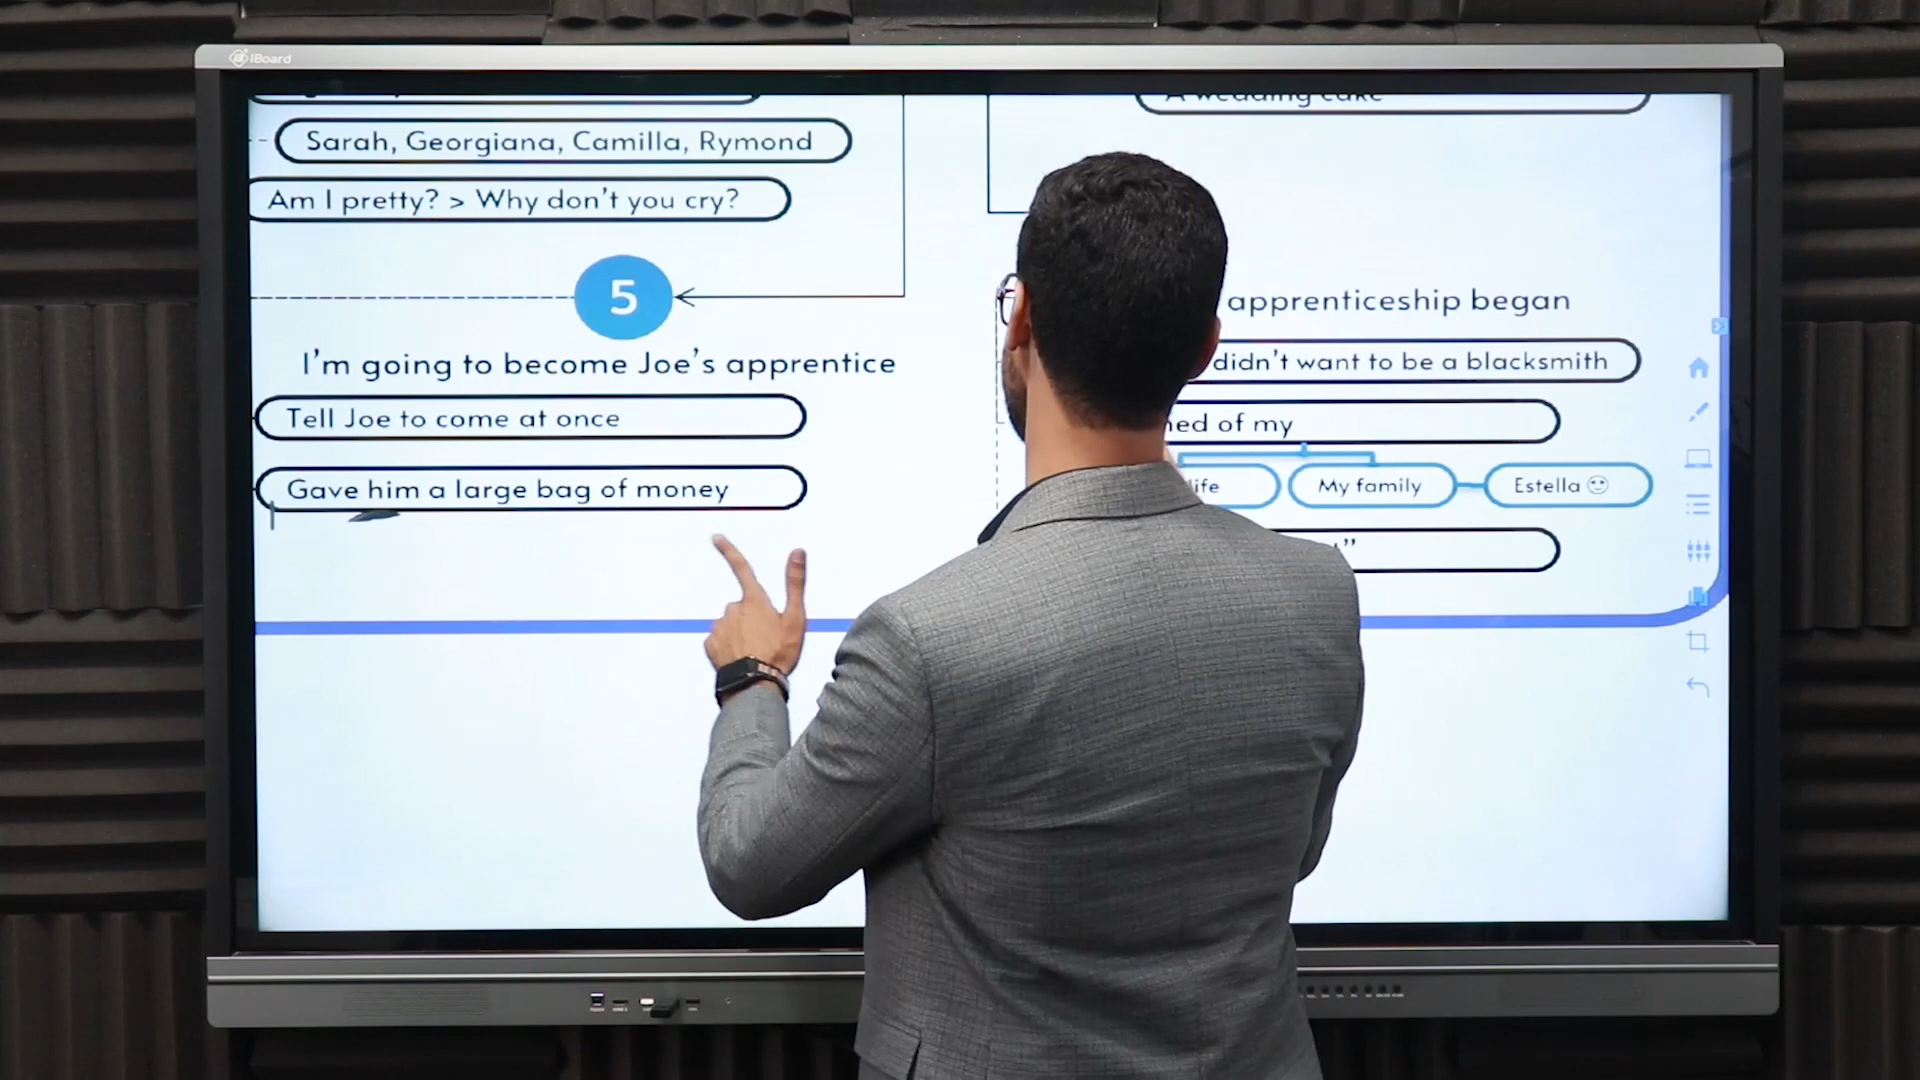 iBoard
Sarah, Georgiana, Camilla, Rymond
Am I pretty? > Why don't you cry?
5
I'm going to become Joe's apprentice
Tell Joe to come at once
Gave him a large bag of money
A wedding cake
apprenticeship began
didn't want to be a blacksmith
of my
life
My family
Estella